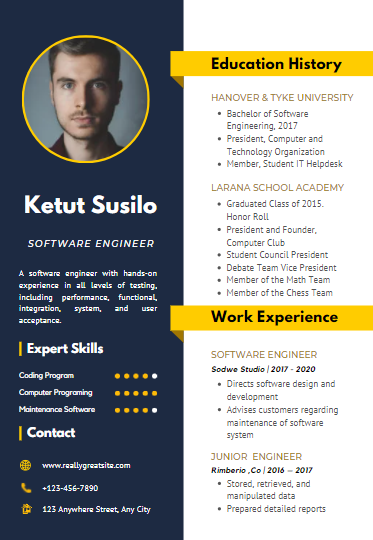 Ketut Susilo
SOFTWARE ENGINEER
A software engineer with hands-on
experience in all levels of testing,
including performance, functional,
integration, system, and user
acceptance.
Expert Skills
Coding Program
Computer Programing
Maintenance Software
Contact
www.reallygreatsite.com
+123-456-7890
123 Anywhere Street, Any City
Education History
HANOVER & TYKE UNIVERSITY
• Bachelor of Software
Engineering, 2017
• President, Computer and
Technology Organization
• Member, Student IT Helpdesk
LARANA SCHOOL ACADEMY
• Graduated Class of 2015.
Honor Roll
• President and Founder,
Computer Club
• Student Council President
• Debate Team Vice President
• Member of the Math Team
• Member of the Chess Team
Work Experience
SOFTWARE ENGINEER
Sodwe Studio | 2017 - 2020
• Directs software design and
development
• Advises customers regarding
maintenance of software
system
JUNIOR ENGINEER
Rimberio ,Co | 2016 – 2017
• Stored, retrieved, and
manipulated data
• Prepared detailed reports